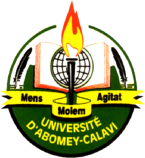 Mens Agitat
Molem
UNIVERSITÉ
D'ABOMEY-CALAVI